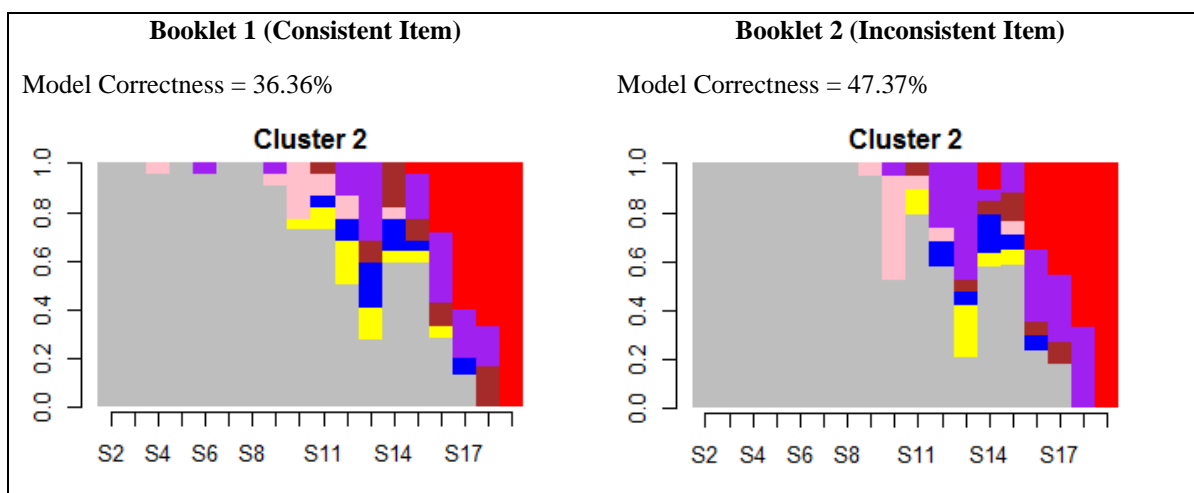 Booklet 1 (Consistent Item)
Model Correctness = 36.36%
Cluster 2
1.0
0.8
0.6
0.4
0.2
0.0
S2 S4 S6 S8 S11 S14 S17
Booklet 2 (Inconsistent Item)
Model Correctness = 47.37%
Cluster 2
1.0
0.8
0.6
0.4
0.2
0.0
S2 S4 S6 S8 S11 S14 S17